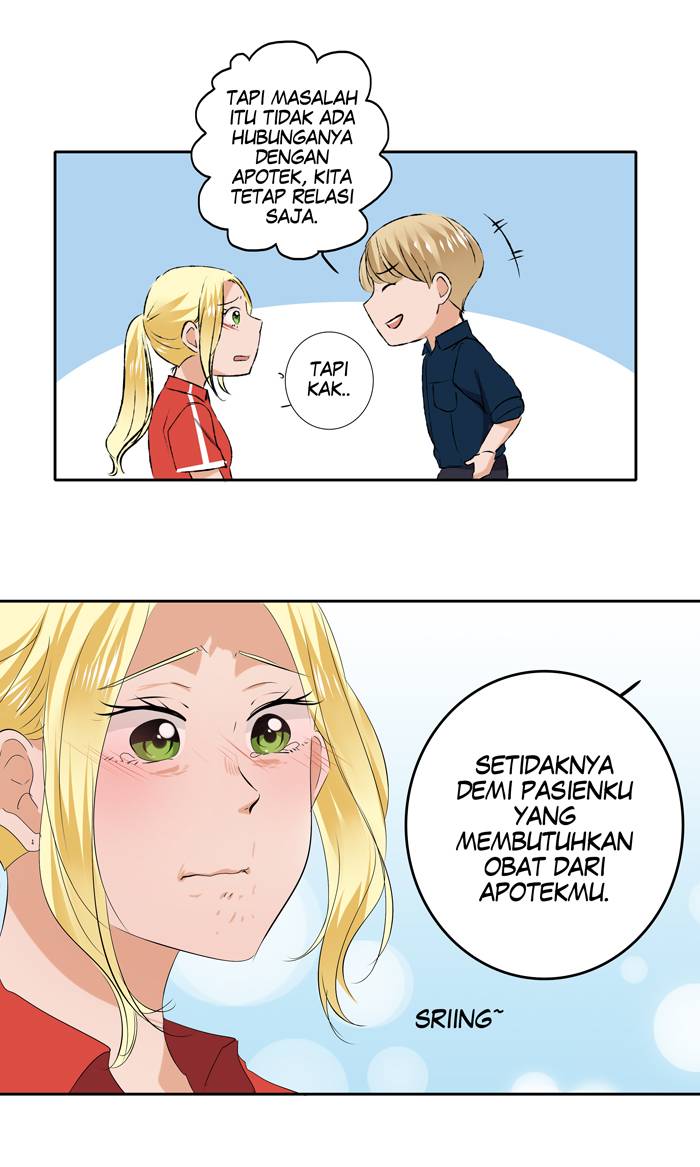 TAPI MASALAH
ITU TIDAK ADA
HUBUNGANYA
DENGAN
APOTEK, KITA
TETAP RELASI
SAJA.
TAPI
KAK..
SETIDAKNYA
DEMI PASIENKU
YANG
MEMBUTUHKAN
OBAT DARI
APOTEKMU.
SRIING~